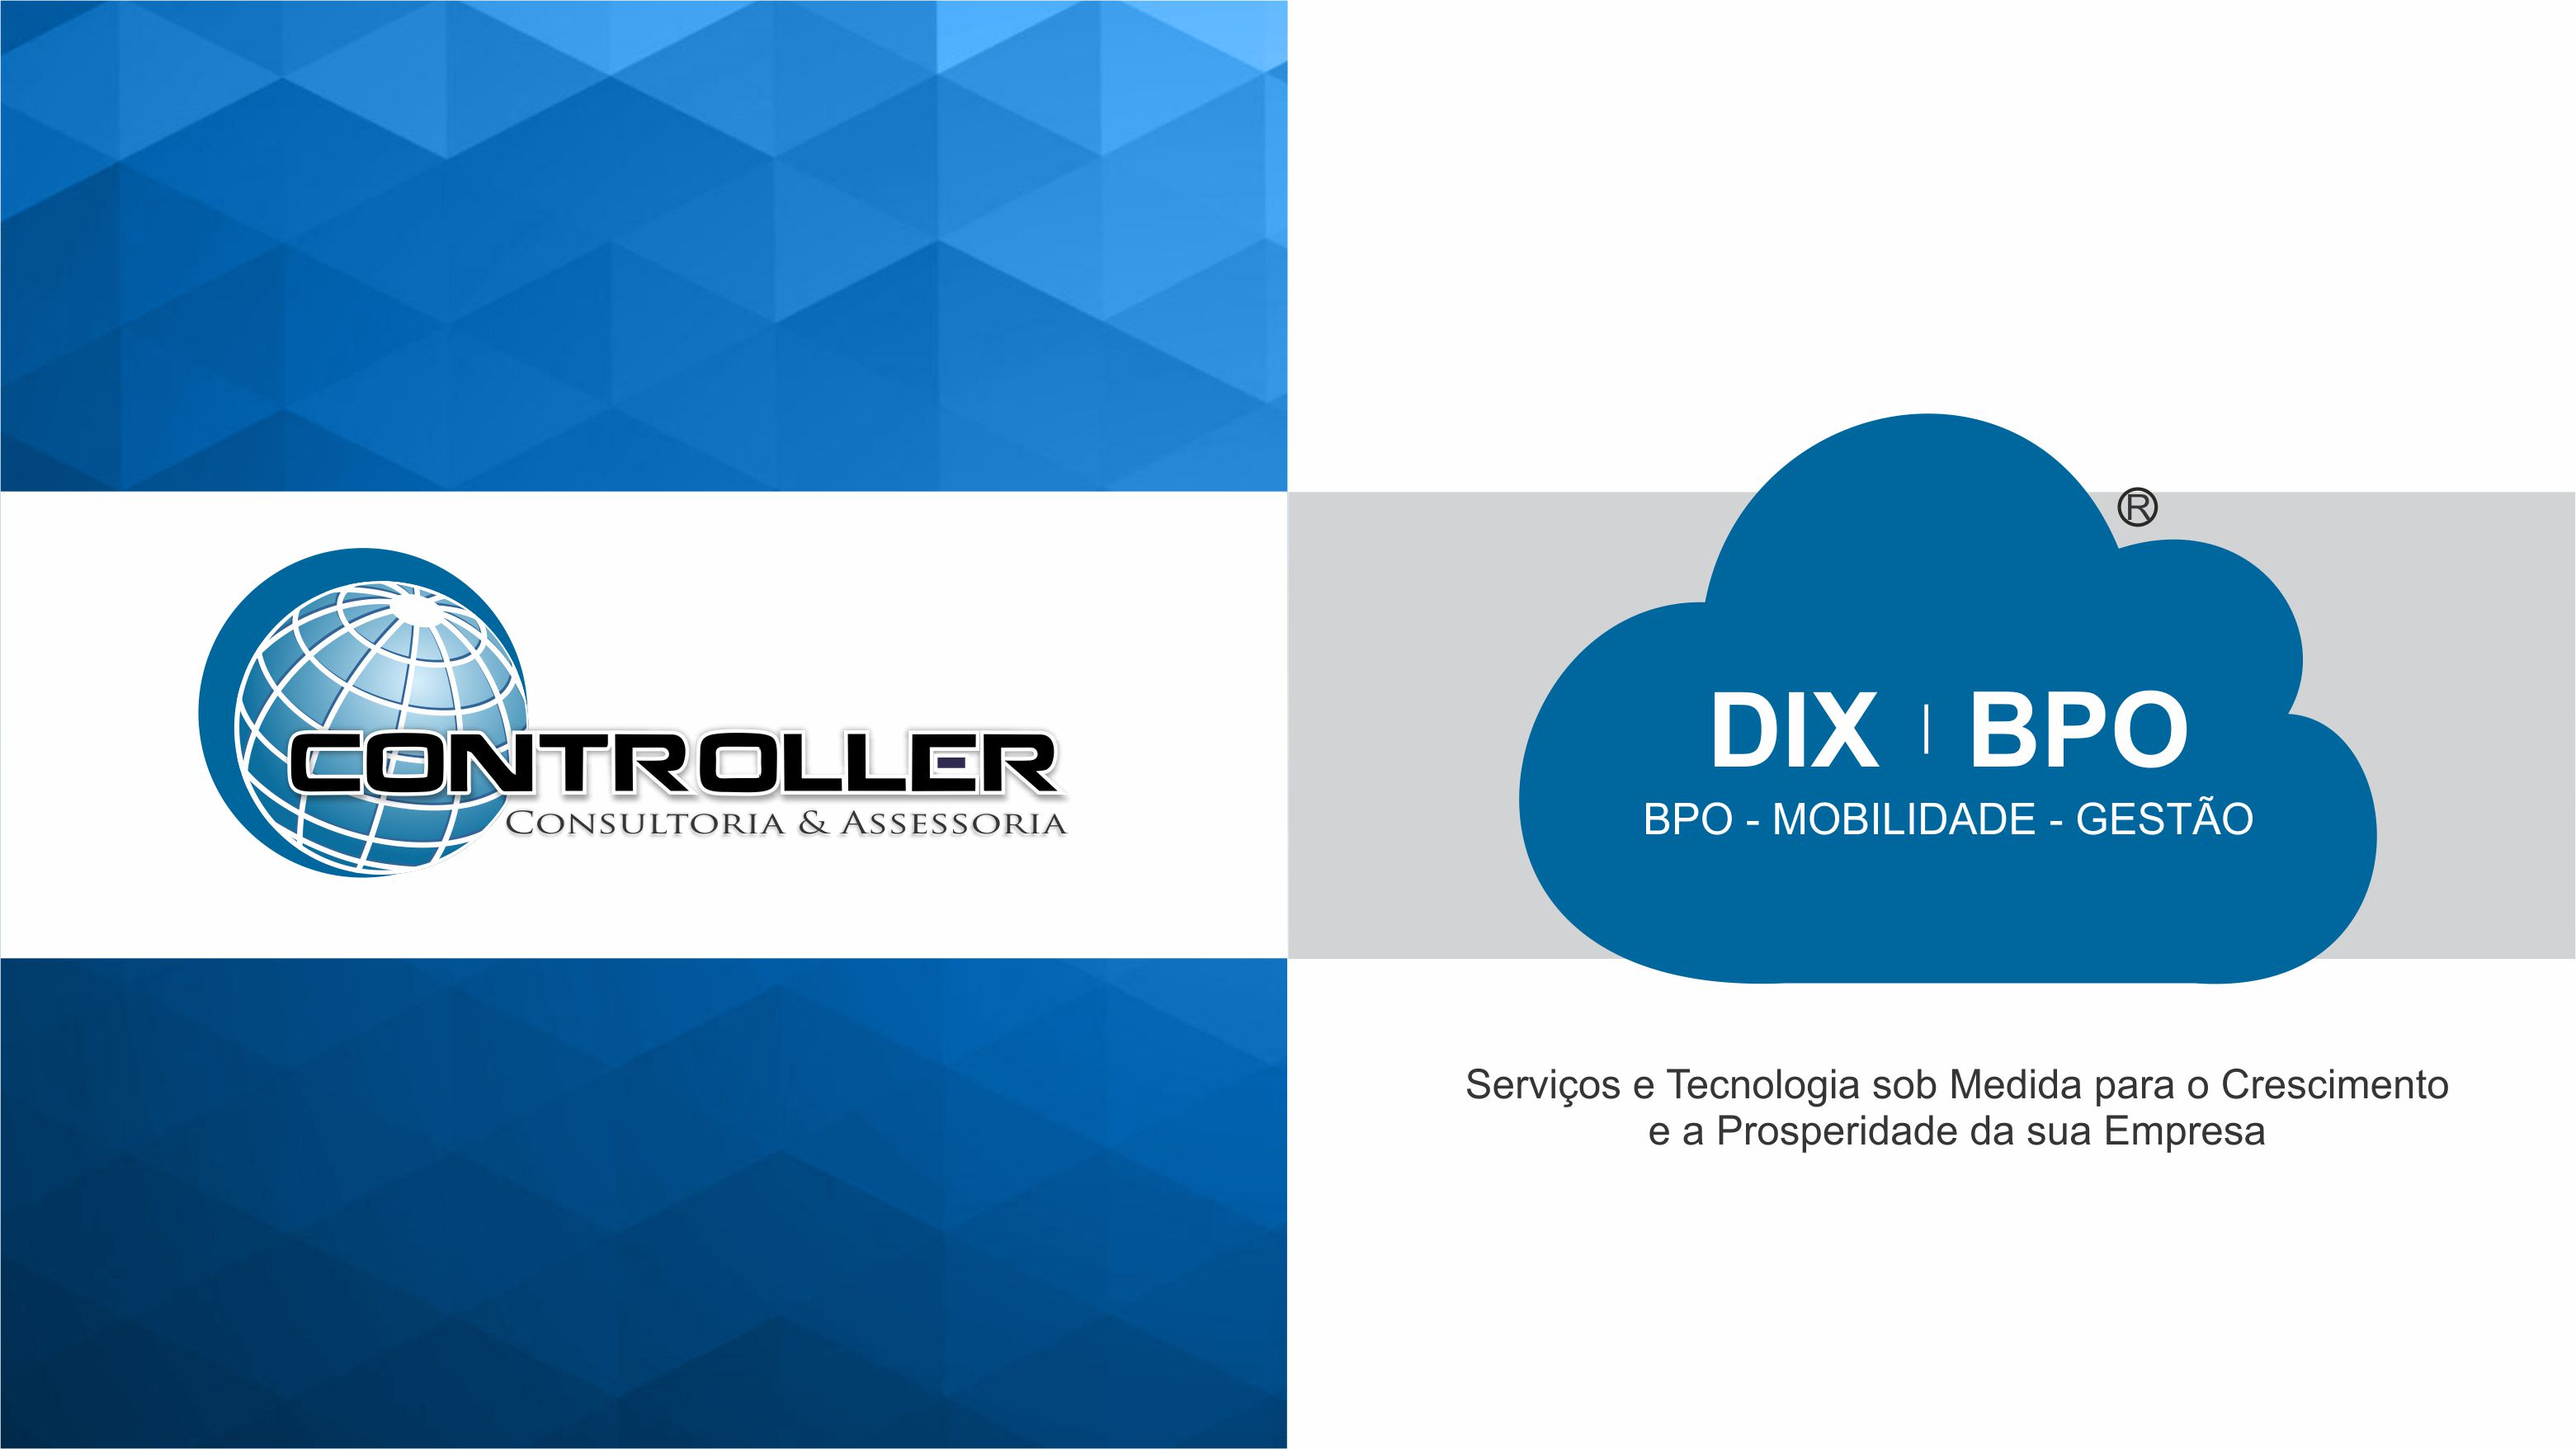 CONTROLLER
CONSULTORIA & ASSESSORIA
®
DIX | BPO
BPO - MOBILIDADE - GESTÃO
Serviços e Tecnologia sob Medida para o Crescimento
e a Prosperidade da sua Empresa